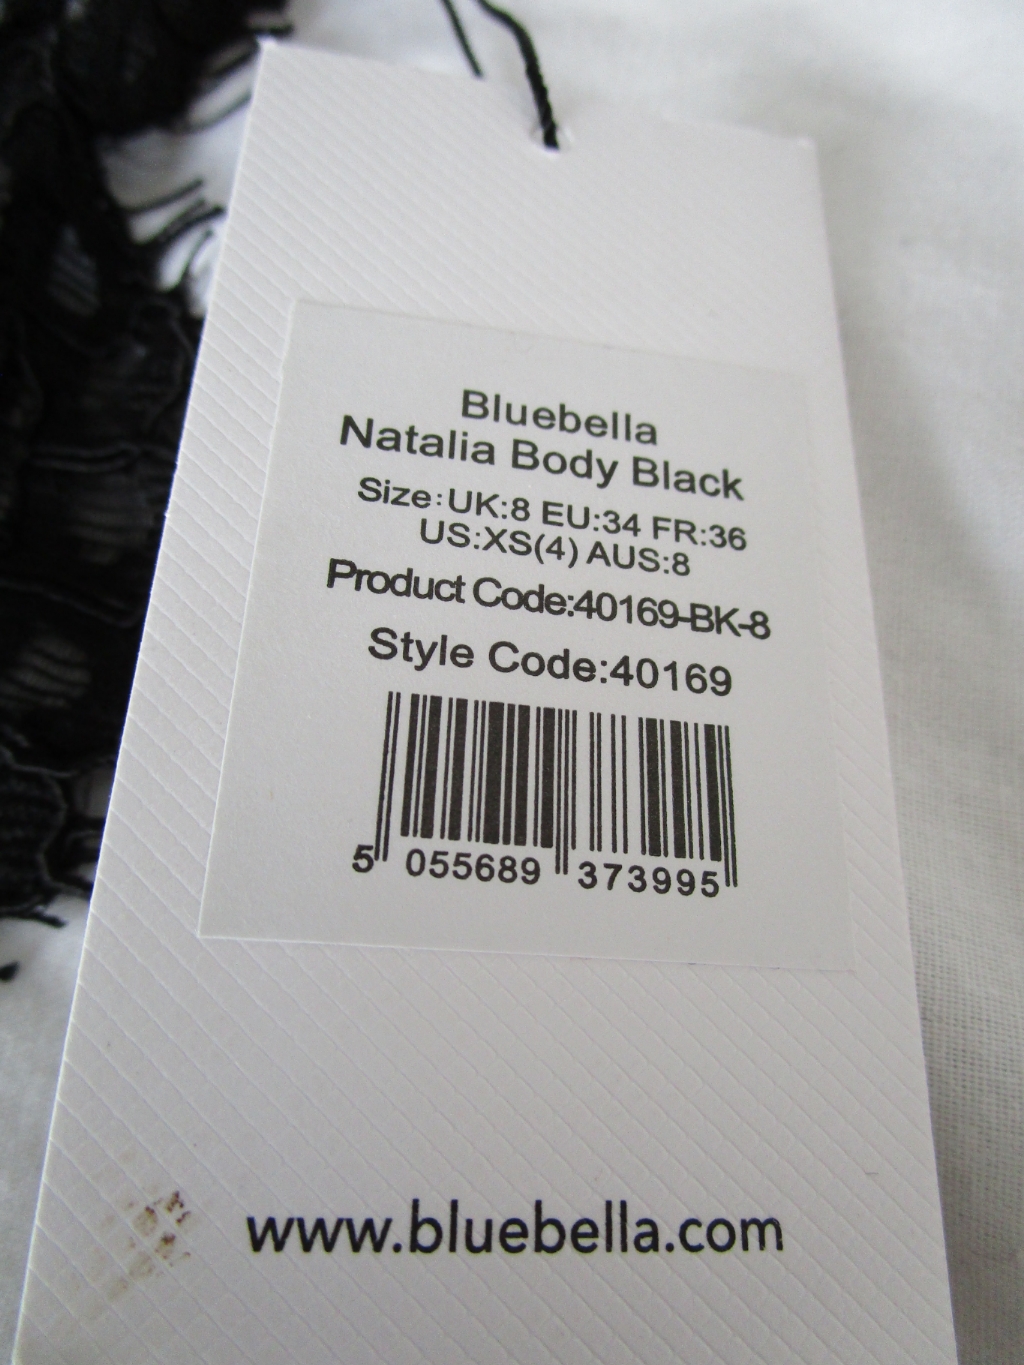 Bluebella
Natalia Body Black
Size:UK:8 EU:34 FR:36
US:XS(4) AUS:8
Product Code:40169-BK-8
Style Code:40169
5 055689 373995
www.bluebella.com